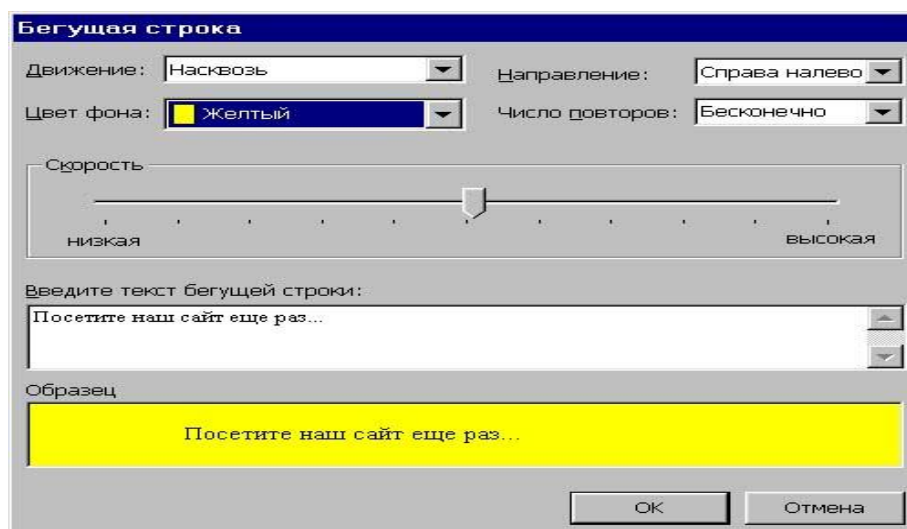 Бегущая строка
Движение: Насквозь Направление: Справа налево
Цвет фона: Желтый Число повторов: Бесконечно
Скорость
низкая высокая
Введите текст бегущей строки:
Посетите наш сайт еще раз...
Образец
Посетите наш сайт еще раз...
ОК Отмена